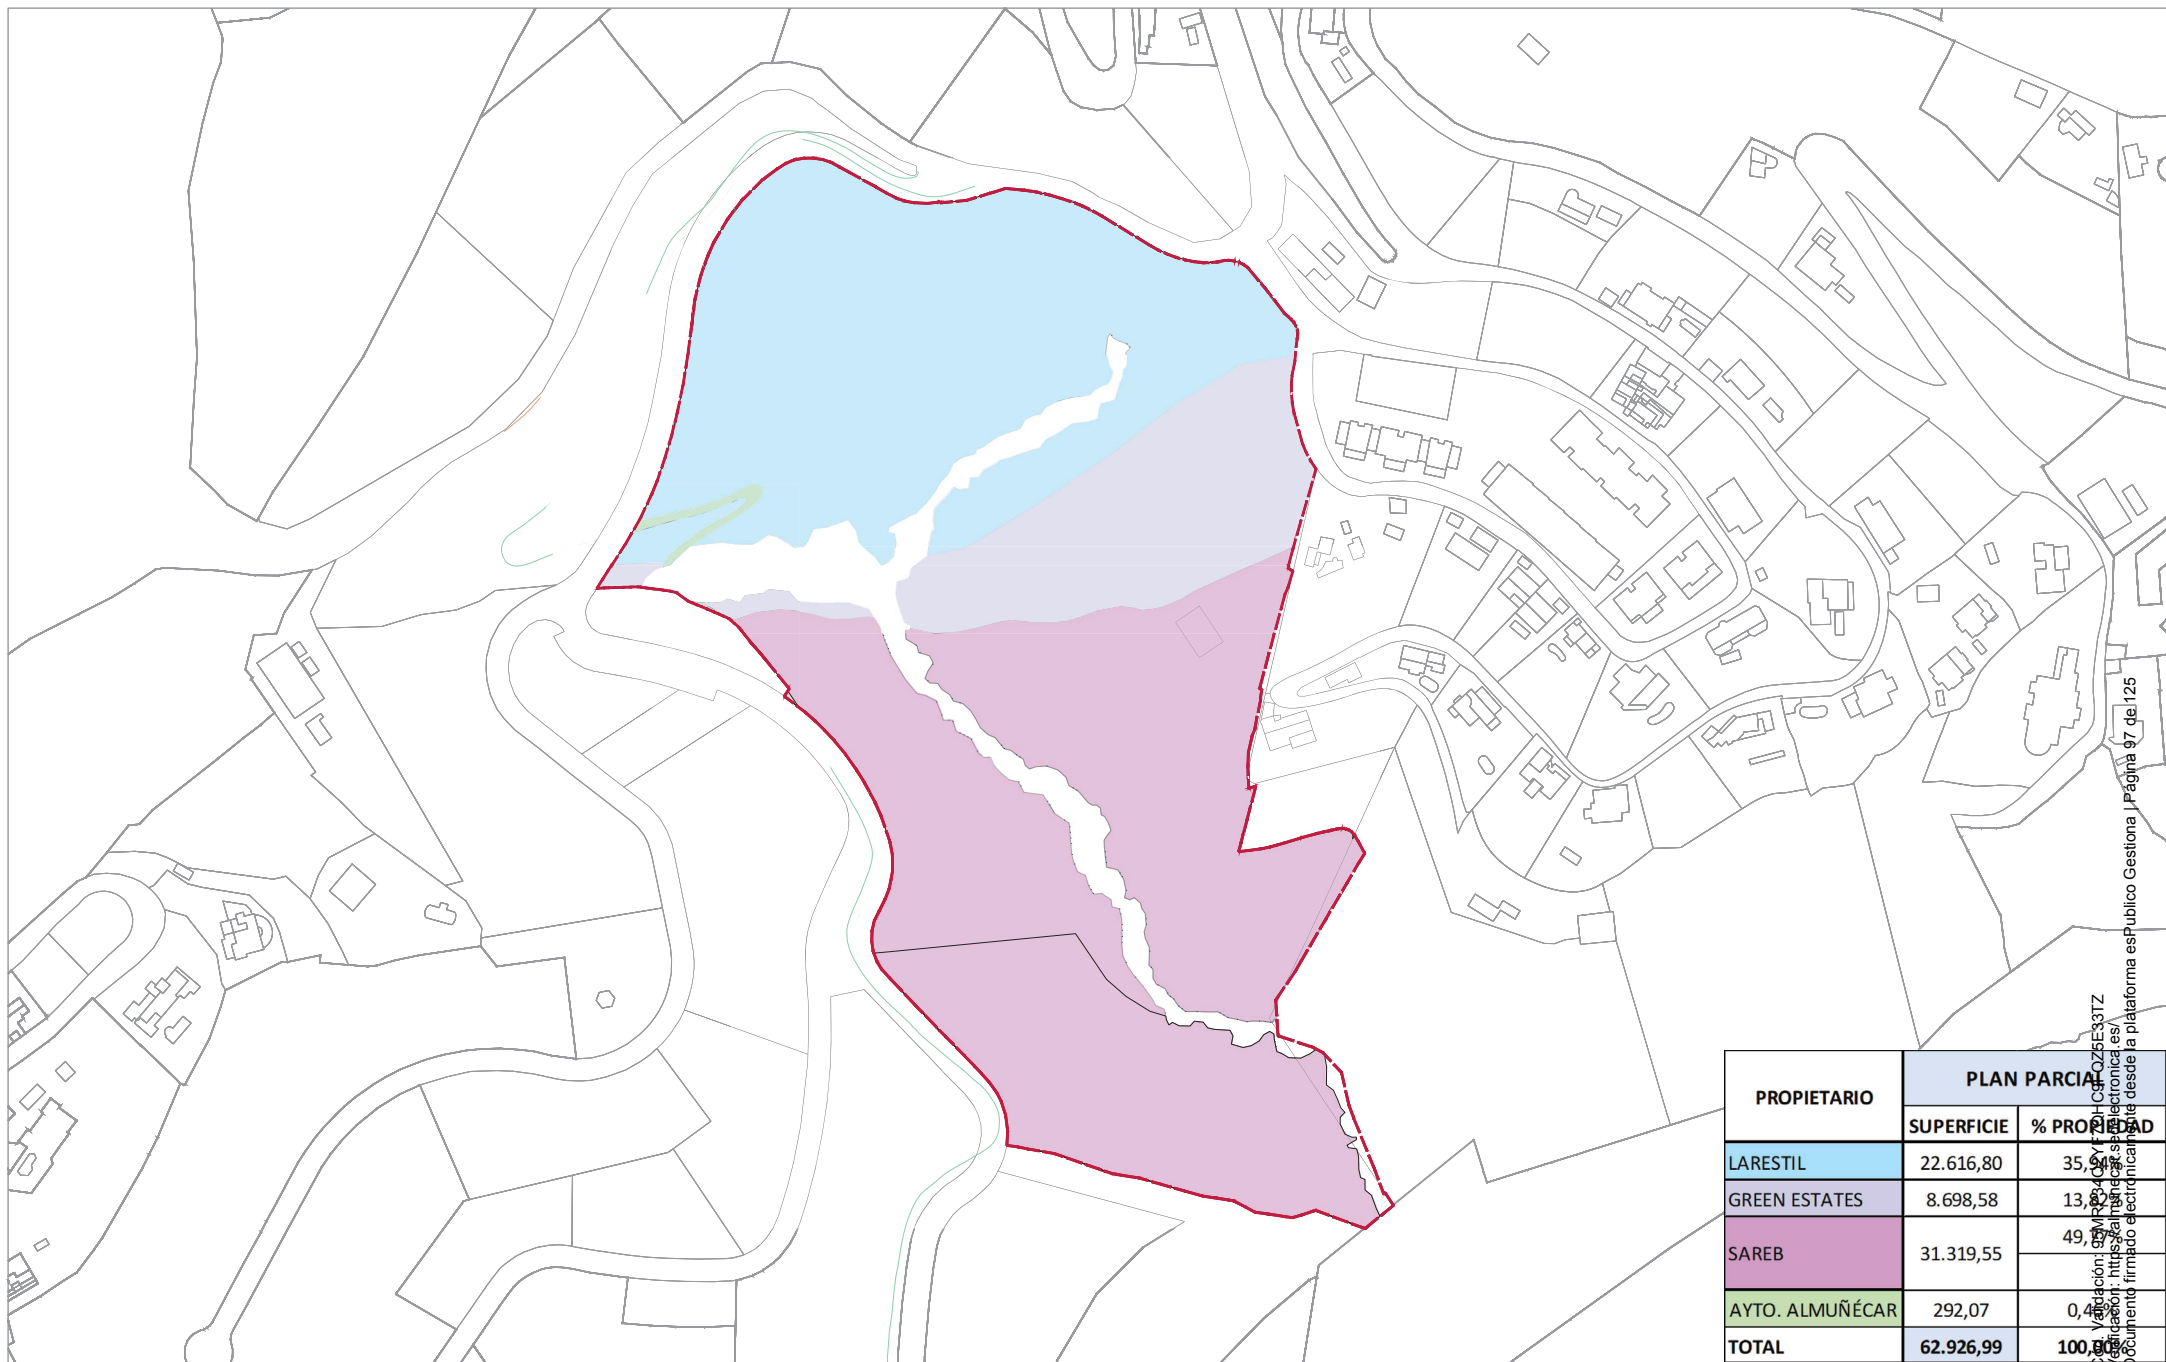 PROPIETARIO
PLAN PARCIAL
SUPERFICIE
% PROPIEDAD
LARESTIL
22.616,80
GREEN ESTATES
8.698,58
SAREB
31.319,55
AYTO. ALMUÑÉCAR
292,07
TOTAL
62.926,99
Documento firmado electrónicamente desde la plataforma esPublico Gestiona | Página 97 de 1125